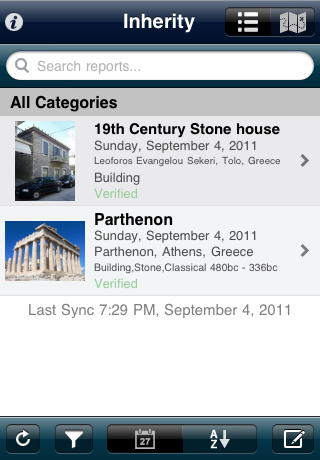 Inherity
Search reports...
All Categories
19th Century Stone house
Sunday, September 4, 2011
Leoforos Evangelou Sekeri, Tolo, Greece
Building
Verified
Parthenon
Sunday, September 4, 2011
Parthenon, Athens, Greece
Building,Stone,Classical 480bc - 336bc
Verified
Last Sync 7:29 PM, September 4, 2011
27
A
Z